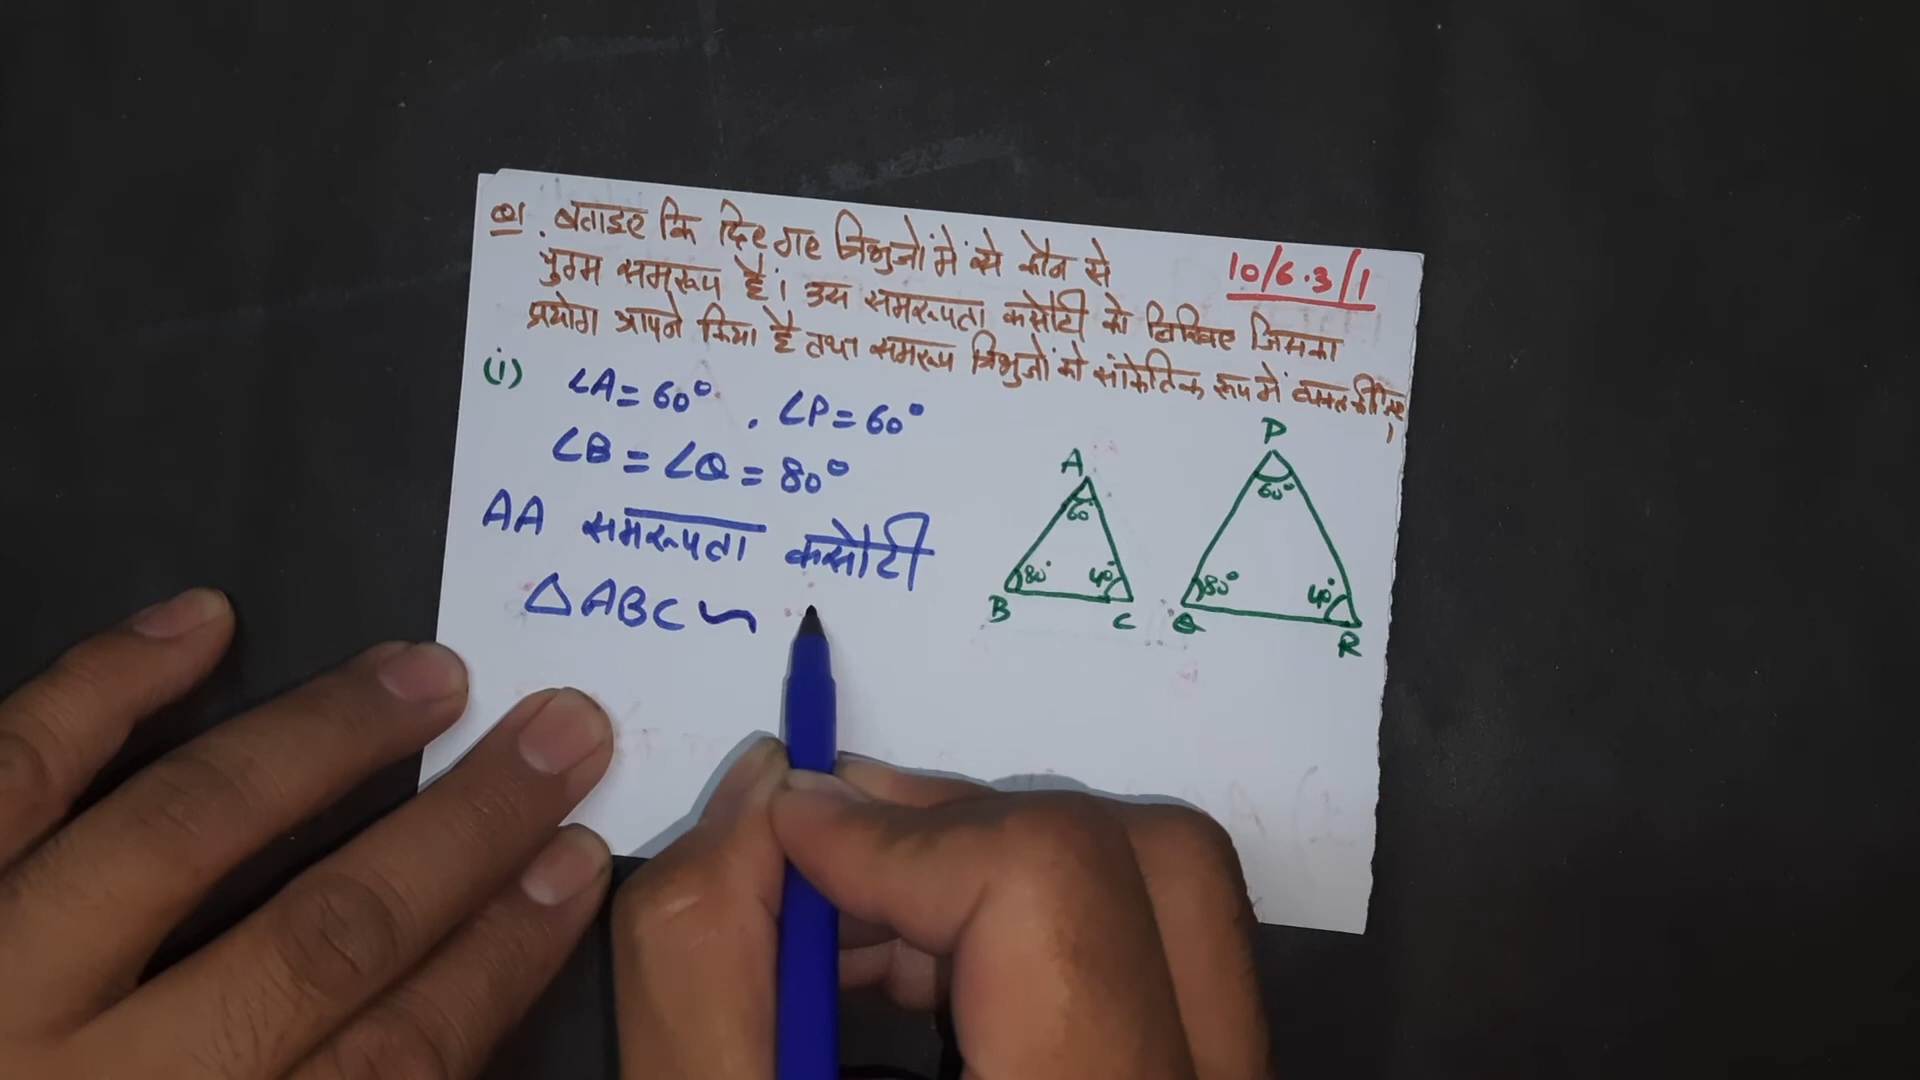 Q1. बताइए कि दिए गए त्रिभुजों में से कौन से
युग्म समरूप हैं। उस समरूपता कसौटी को लिखिए जिसका
प्रयोग आपने किया है तथा समरूप त्रिभुजों को सांकेतिक रूप में व्यक्त कीजिए।
10/6.3/1
(i) ∠A = 60°, ∠P = 60°
∠B = ∠Q = 80°
AA समरूपता कसौटी
△ABC ~
A
60°
80°
40°
B
C
P
60°
80°
40°
Q
R